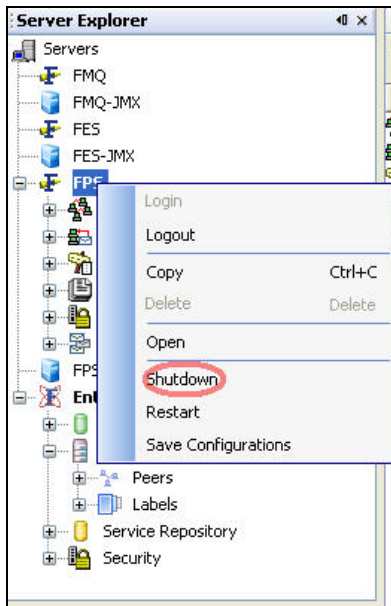 Server Explorer
Servers
FMQ
FMQ-JMX
FES
FES-JMX
FPS
Login
Logout
Copy Ctrl+C
Delete Delete
Open
Shutdown
Restart
Save Configurations
FPS
Peers
Labels
Service Repository
Security